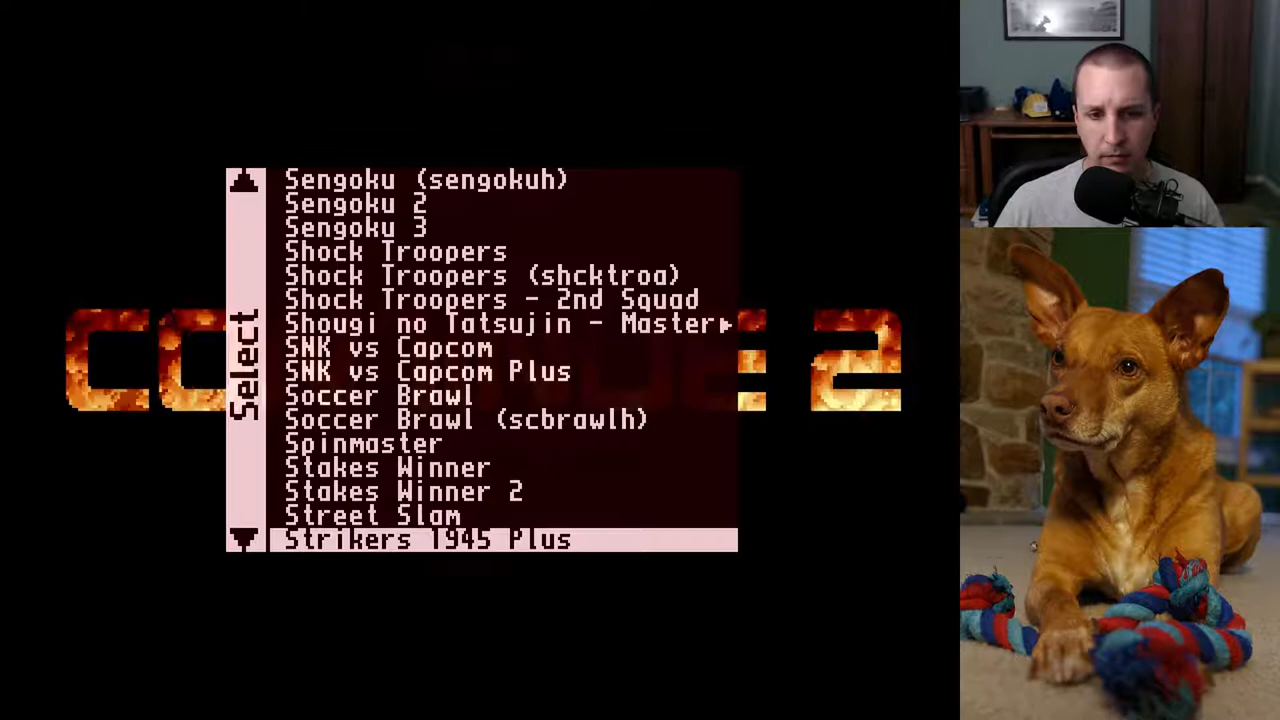 Sengoku (sengokuh)
Sengoku 2
Sengoku 3
Shock Troopers
Shock Troopers (shcktroa)
Shock Troopers - 2nd Squad
Shougi no Tatsujin - Master
SNK vs Capcom
SNK vs Capcom Plus
Soccer Brawl
Soccer Brawl (scbrawlh)
Spinmaster
Stakes Winner
Stakes Winner 2
Street Slam
Strikers 1945 Plus
Select
2